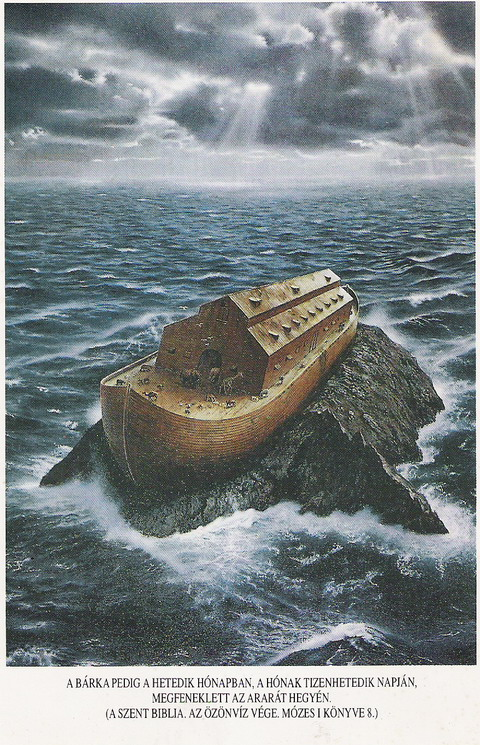 A BÁRKA PEDIG A HETEDIK HÓNAPBAN, A HÓNAK TIZENHETEDIK NAPJÁN,
MEGFENEKLETT AZ ARARÁT HEGYÉN.
(A SZENT BIBLIA. AZ ÖZÖNVÍZ VÉGE. MÓZES I KÖNYVE 8.)